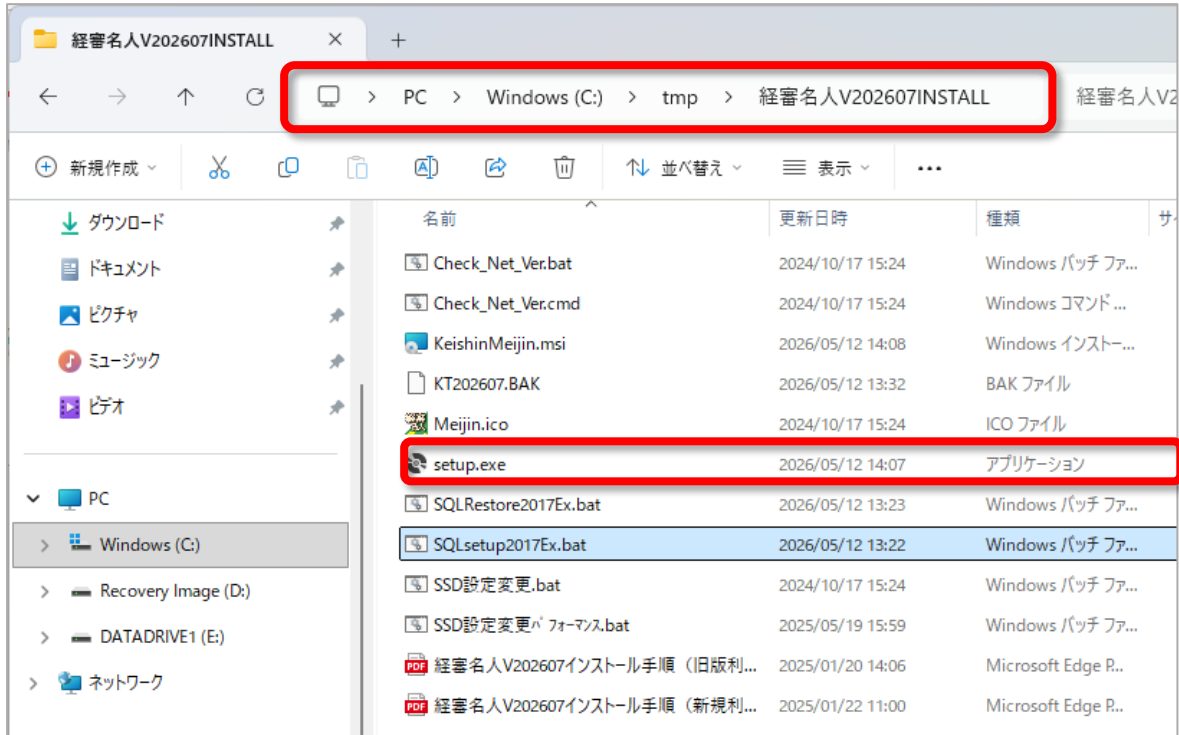 経審名人V202607INSTALL
PC > Windows (C:) > tmp > 経審名人V202607INSTALL 経審名人V2
新規作成 並べ替え 表示
名前 更新日時 種類 サイ
ダウンロード
ドキュメント
ピクチャ
ミュージック
ビデオ
PC
Windows (C:)
Recovery Image (D:)
DATADRIVE1 (E:)
ネットワーク
Check_Net_Ver.bat 2024/10/17 15:24 Windows バッチ ファ...
Check_Net_Ver.cmd 2024/10/17 15:24 Windows コマンド ...
KeishinMeijin.msi 2026/05/12 14:08 Windows インストー...
KT202607.BAK 2026/05/12 13:32 BAK ファイル
Meijin.ico 2024/10/17 15:24 ICO ファイル
setup.exe 2026/05/12 14:07 アプリケーション
SQLRestore2017Ex.bat 2026/05/12 13:23 Windows バッチ ファ...
SQLsetup2017Ex.bat 2026/05/12 13:22 Windows バッチ ファ...
SSD設定変更.bat 2024/10/17 15:24 Windows バッチ ファ...
SSD設定変更ﾊﾟﾌｫｰﾏﾝｽ.bat 2025/05/19 15:59 Windows バッチ ファ...
経審名人V202607インストール手順（旧版利... 2025/01/20 14:06 Microsoft Edge P...
経審名人V202607インストール手順（新規利... 2025/01/22 11:00 Microsoft Edge P...